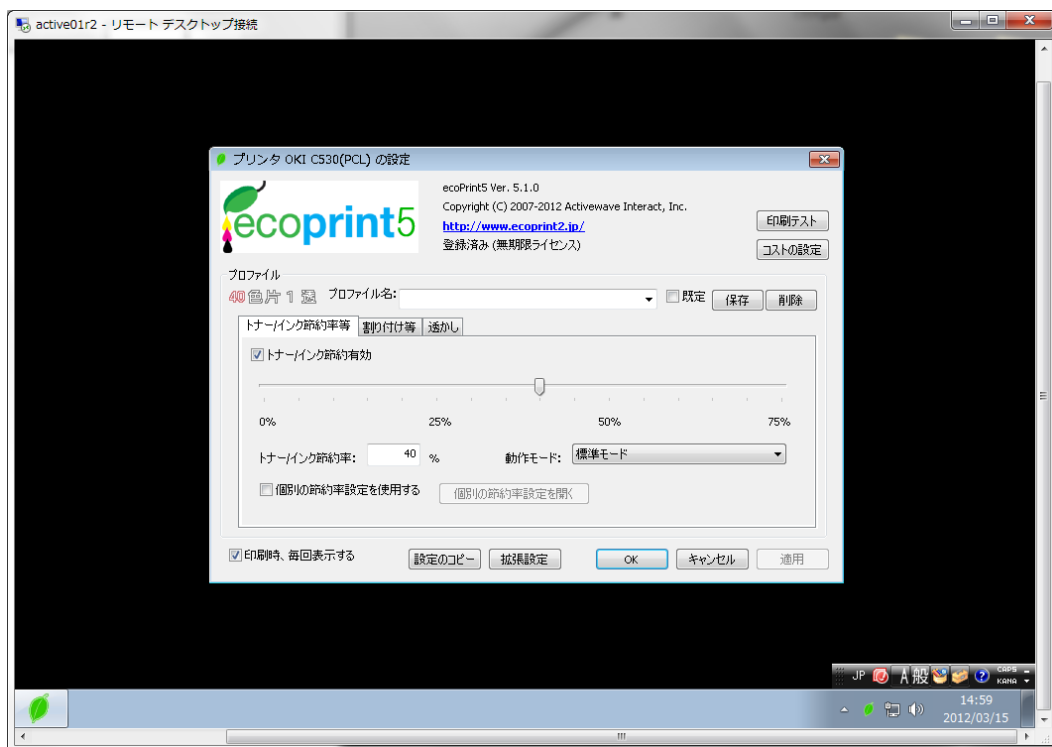 active01r2 - リモート デスクトップ接続
プリンタ OKI C530(PCL) の設定
ecoprint5
ecoPrint5 Ver. 5.1.0
Copyright (C) 2007-2012 Activewave Interact, Inc.
http://www.ecoprint2.jp/
登録済み (無期限ライセンス)
印刷テスト
コストの設定
プロファイル
40 色 片 1
プロファイル名:
既定
保存
削除
トナー/インク節約率等
割り付け等
透かし
トナー/インク節約有効
0% 25% 50% 75%
トナー/インク節約率: 40 %
動作モード: 標準モード
個別の節約率設定を使用する
個別の節約率設定を開く
印刷時、毎回表示する
設定のコピー
拡張設定
OK
キャンセル
適用
JP A 般 CAPS
KANA
14:59
2012/03/15